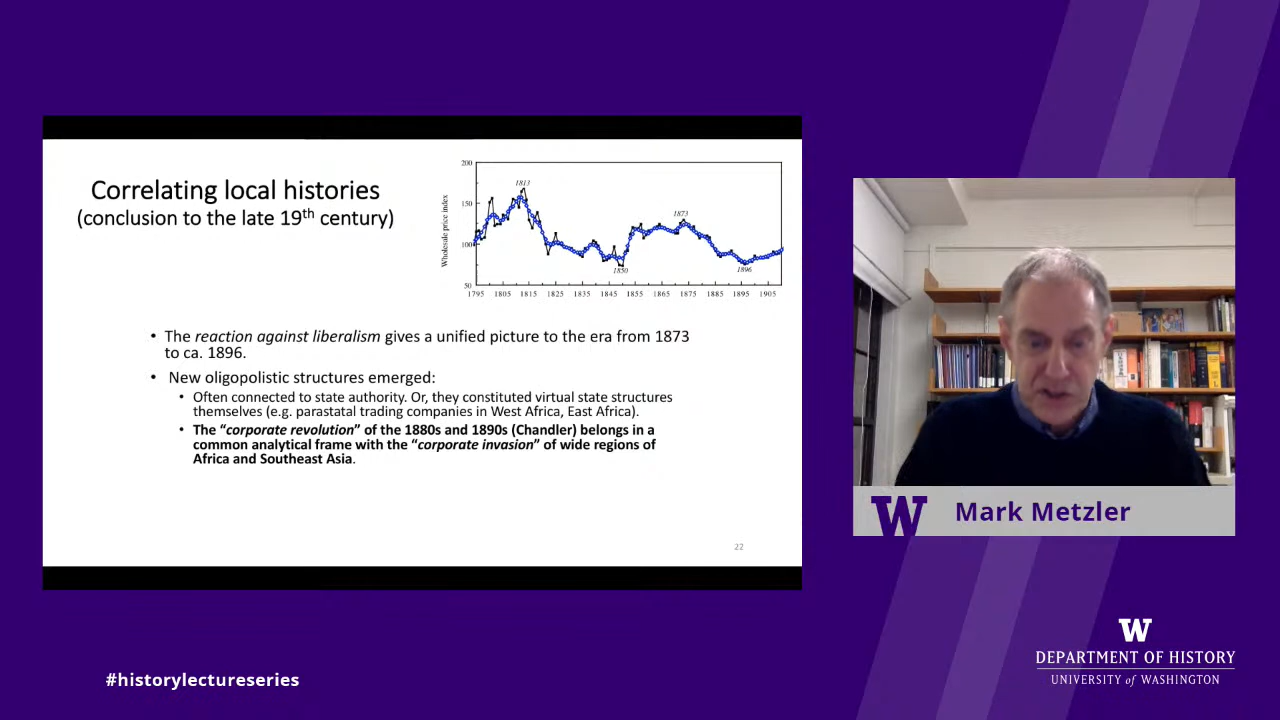 Correlating local histories
(conclusion to the late 19th century)
Wholesale price index
200
150
100
50
1813
1850
1873
1896
1795 1805 1815 1825 1835 1845 1855 1865 1875 1885 1895 1905
• The reaction against liberalism gives a unified picture to the era from 1873
to ca. 1896.
• New oligopolistic structures emerged:
• Often connected to state authority. Or, they constituted virtual state structures
themselves (e.g. parastatal trading companies in West Africa, East Africa).
• The “corporate revolution” of the 1880s and 1890s (Chandler) belongs in a
common analytical frame with the “corporate invasion” of wide regions of
Africa and Southeast Asia.
22
W Mark Metzler
#historylectureseries
W
DEPARTMENT OF HISTORY
UNIVERSITY of WASHINGTON